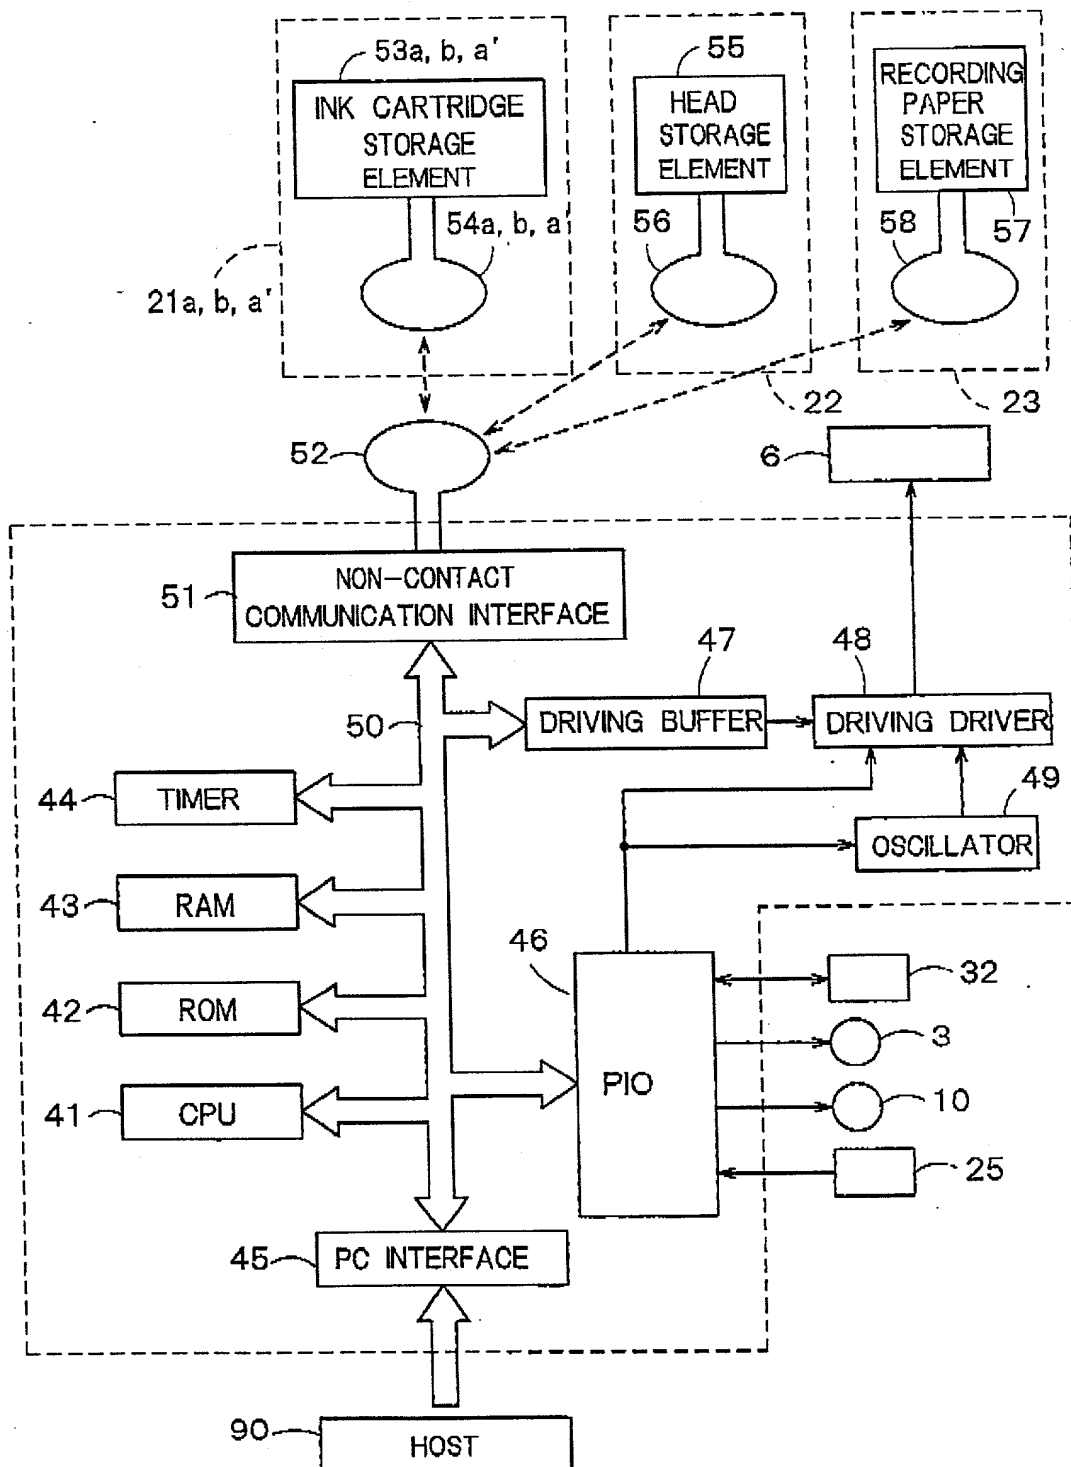 53a, b, a'
INK CARTRIDGE
STORAGE
ELEMENT
54a, b, a'
21a, b, a'
55
HEAD
STORAGE
ELEMENT
56
22
RECORDING
PAPER
STORAGE
ELEMENT
57
58
23
52
6
51
NON-CONTACT
COMMUNICATION INTERFACE
47
48
50
DRIVING BUFFER
DRIVING DRIVER
44
TIMER
49
OSCILLATOR
43
RAM
46
32
42
ROM
3
PIO
41
CPU
10
25
45
PC INTERFACE
90
HOST